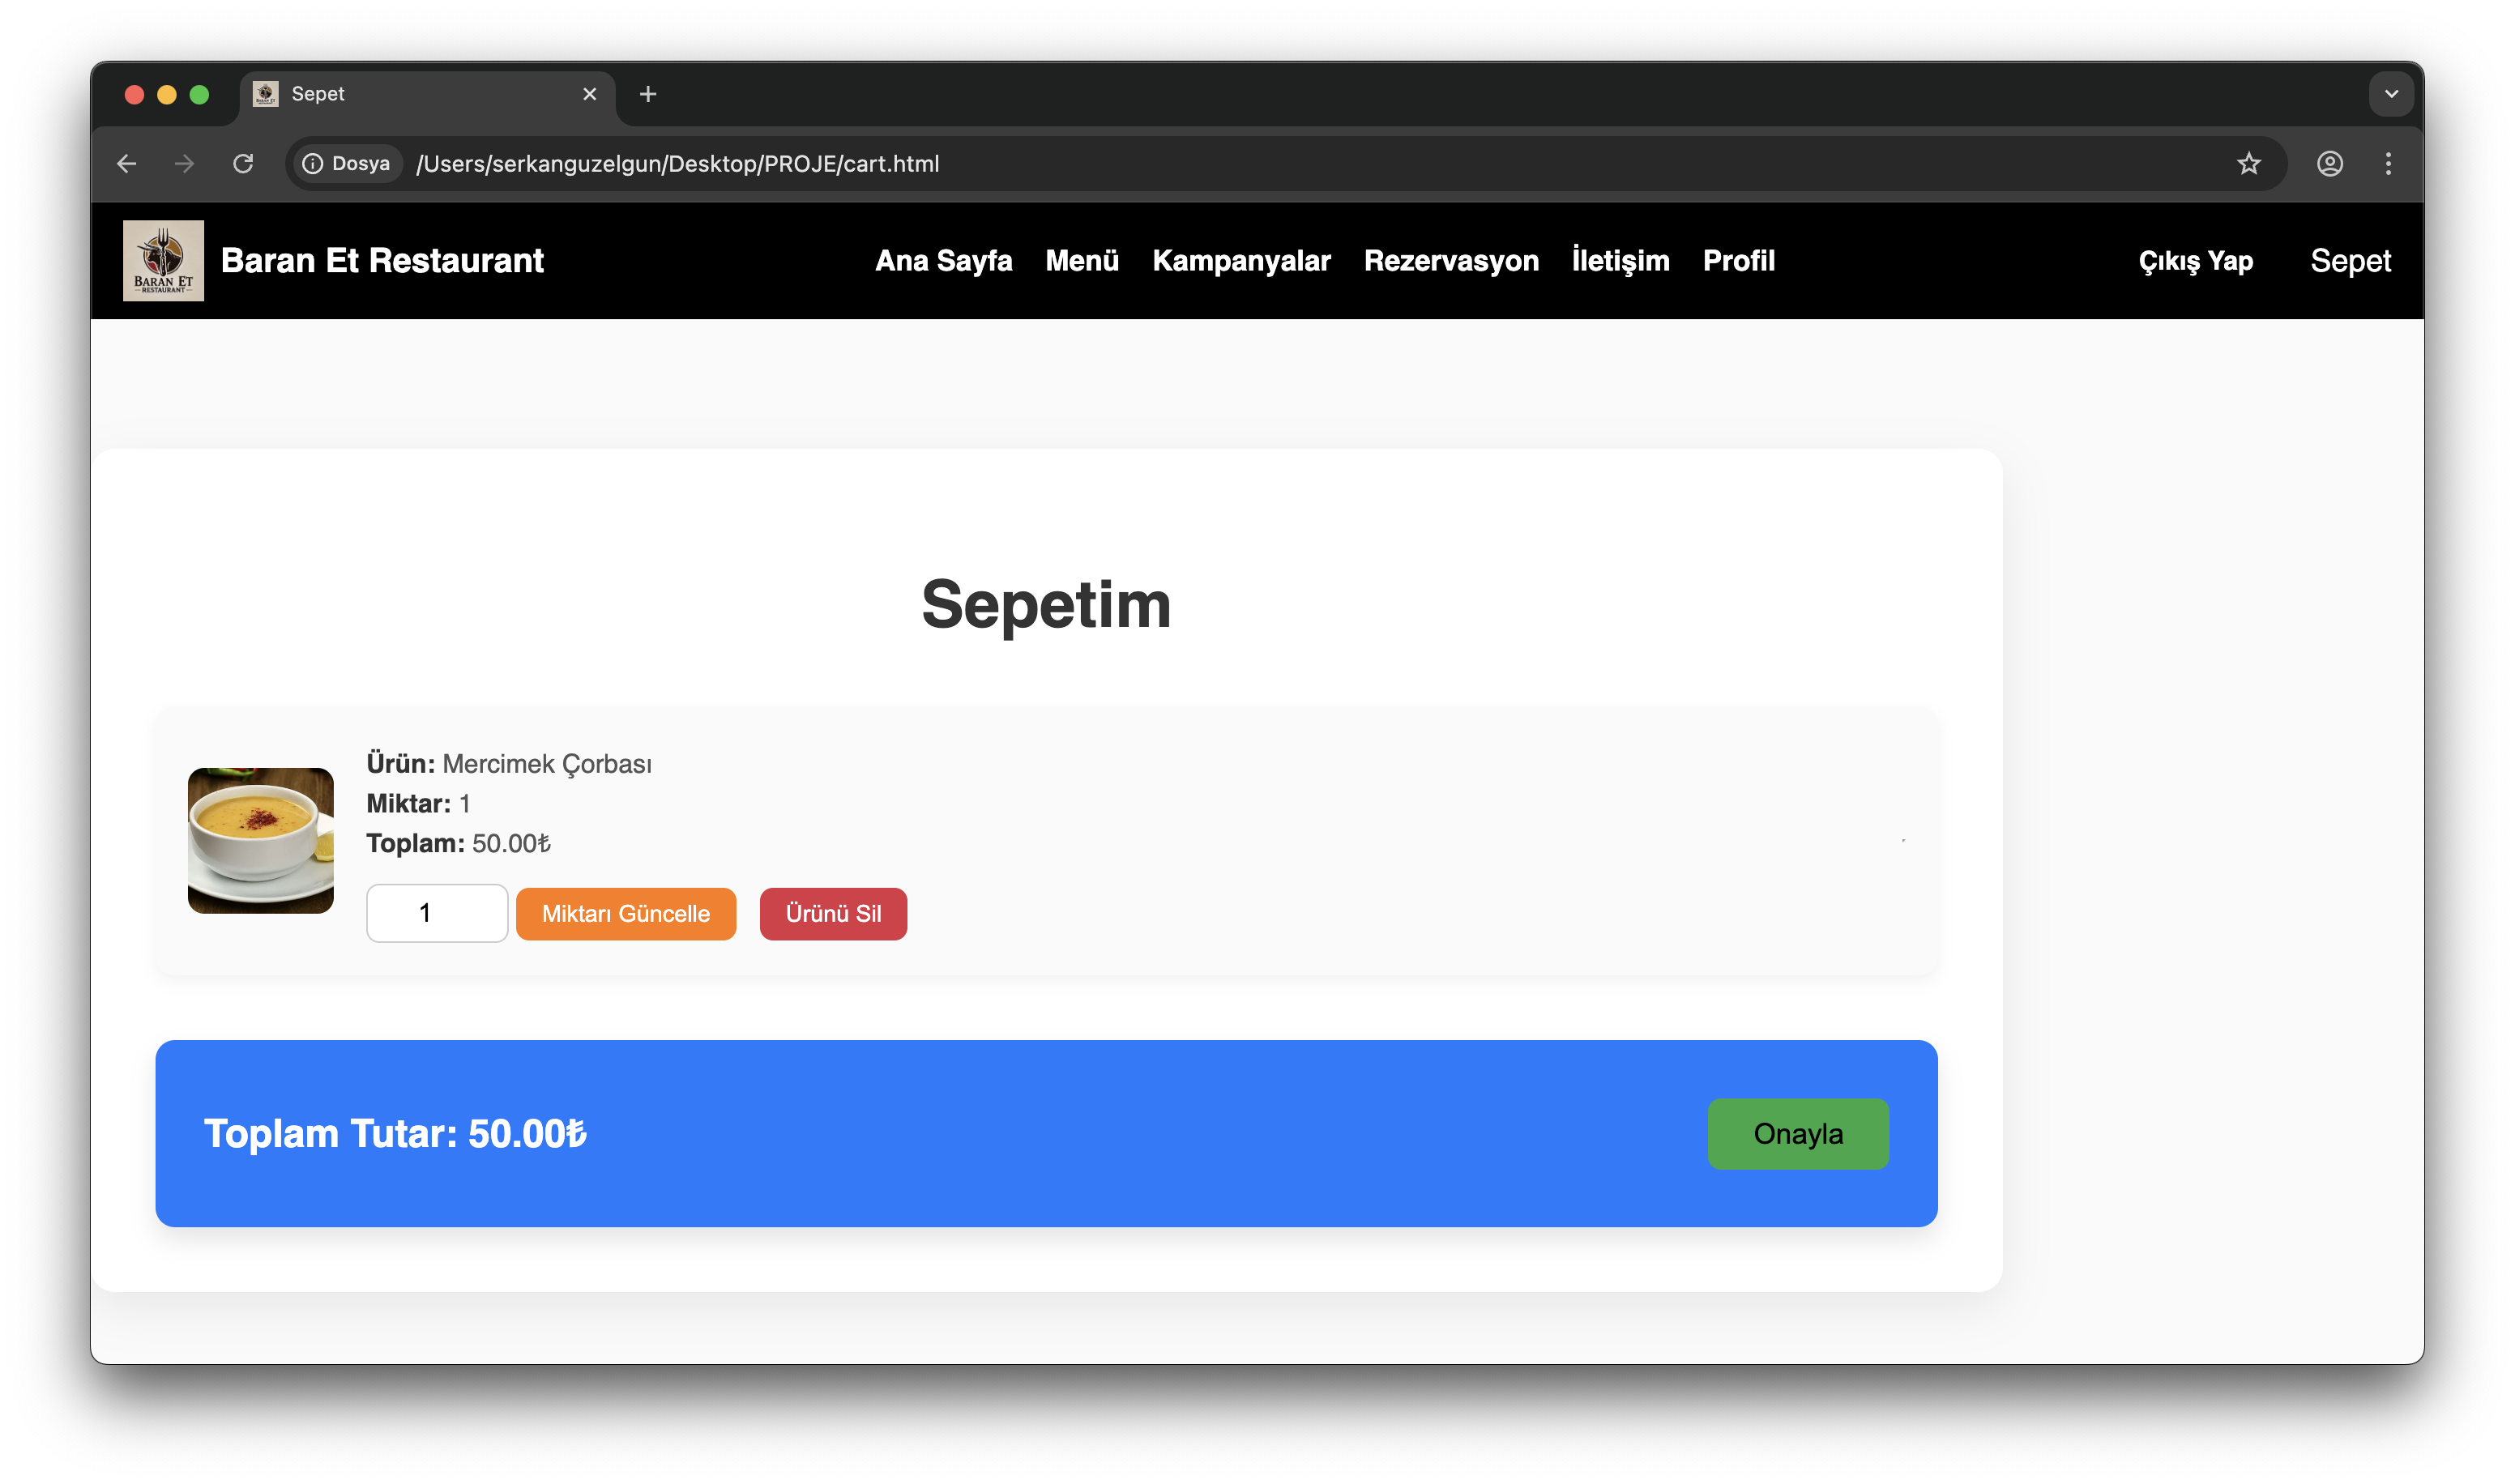 Sepet
Dosya /Users/serkanguzelgun/Desktop/PROJE/cart.html
BARAN ET
RESTAURANT
Baran Et Restaurant
Ana Sayfa Menü Kampanyalar Rezervasyon İletişim Profil
Çıkış Yap Sepet
Sepetim
Ürün: Mercimek Çorbası
Miktar: 1
Toplam: 50.00₺
1 Miktarı Güncelle Ürünü Sil
Toplam Tutar: 50.00₺
Onayla